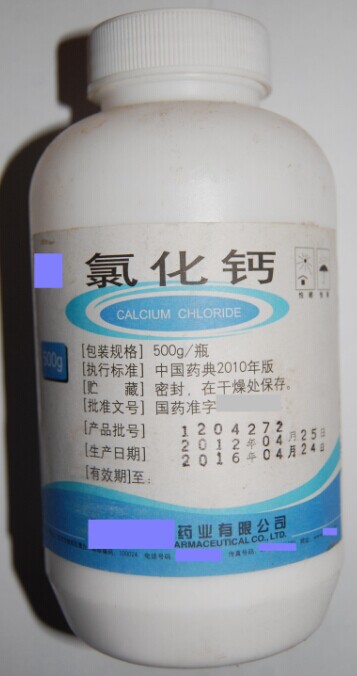 氯化钙
CALCIUM CHLORIDE
500g
[包装规格] 500g/瓶
[执行标准] 中国药典2010年版
[贮 藏] 密封,在干燥处保存。
[批准文号] 国药准字
[产品批号] 1204272
[生产日期] 2012年04月25日
[有效期]至: 2016年04月24日
药业有限公司
ARMACEUTICAL CO., LTD.